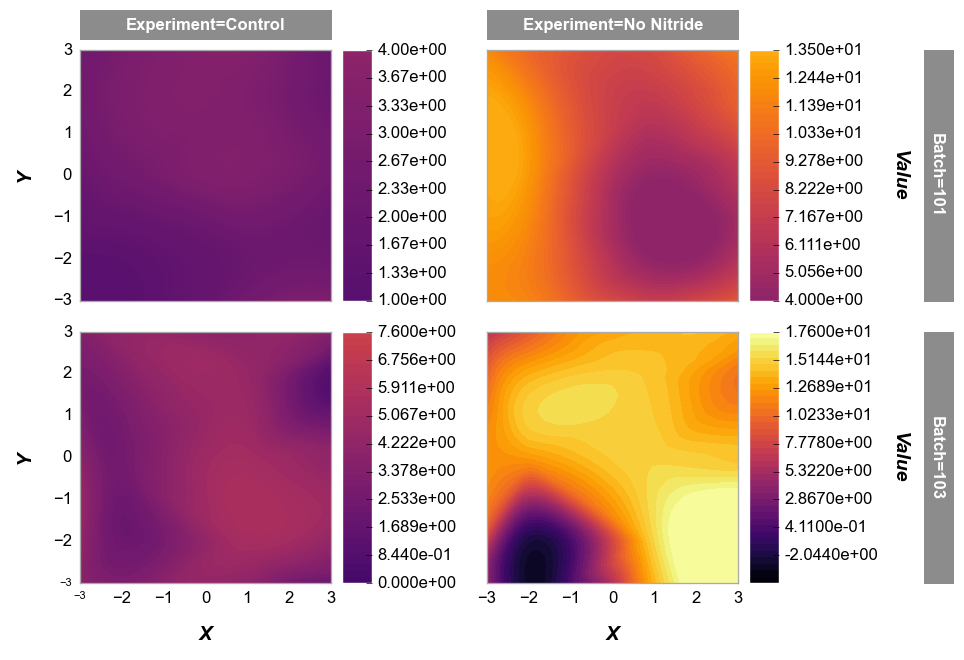 Experiment=Control
Experiment=No Nitride
3
2
1
0
−1
−2
−3
Y
4.00e+00
3.67e+00
3.33e+00
3.00e+00
2.67e+00
2.33e+00
2.00e+00
1.67e+00
1.33e+00
1.00e+00
1.350e+01
1.244e+01
1.139e+01
1.033e+01
9.278e+00
8.222e+00
7.167e+00
6.111e+00
5.056e+00
4.000e+00
Value
Batch=101
3
2
1
0
−1
−2
−3
Y
−3 −2 −1 0 1 2 3
X
7.600e+00
6.756e+00
5.911e+00
5.067e+00
4.222e+00
3.378e+00
2.533e+00
1.689e+00
8.440e-01
0.000e+00
−3 −2 −1 0 1 2 3
X
1.7600e+01
1.5144e+01
1.2689e+01
1.0233e+01
7.7780e+00
5.3220e+00
2.8670e+00
4.1100e-01
-2.0440e+00
Value
Batch=103